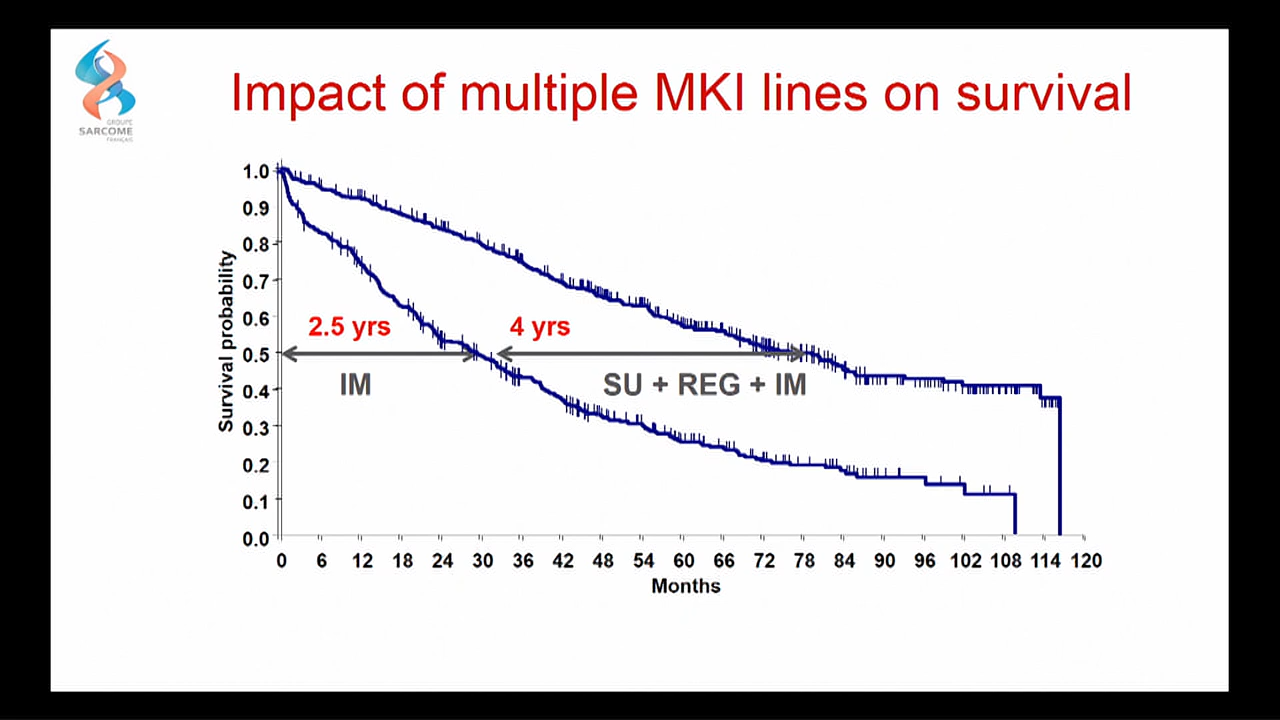 Impact of multiple MKI lines on survival
GROUPE
SARCOME
FRANÇAIS
Survival probability
1.0
0.9
0.8
0.7
0.6
0.5
0.4
0.3
0.2
0.1
0.0
2.5 yrs
4 yrs
IM
SU + REG + IM
0 6 12 18 24 30 36 42 48 54 60 66 72 78 84 90 96 102 108 114 120
Months